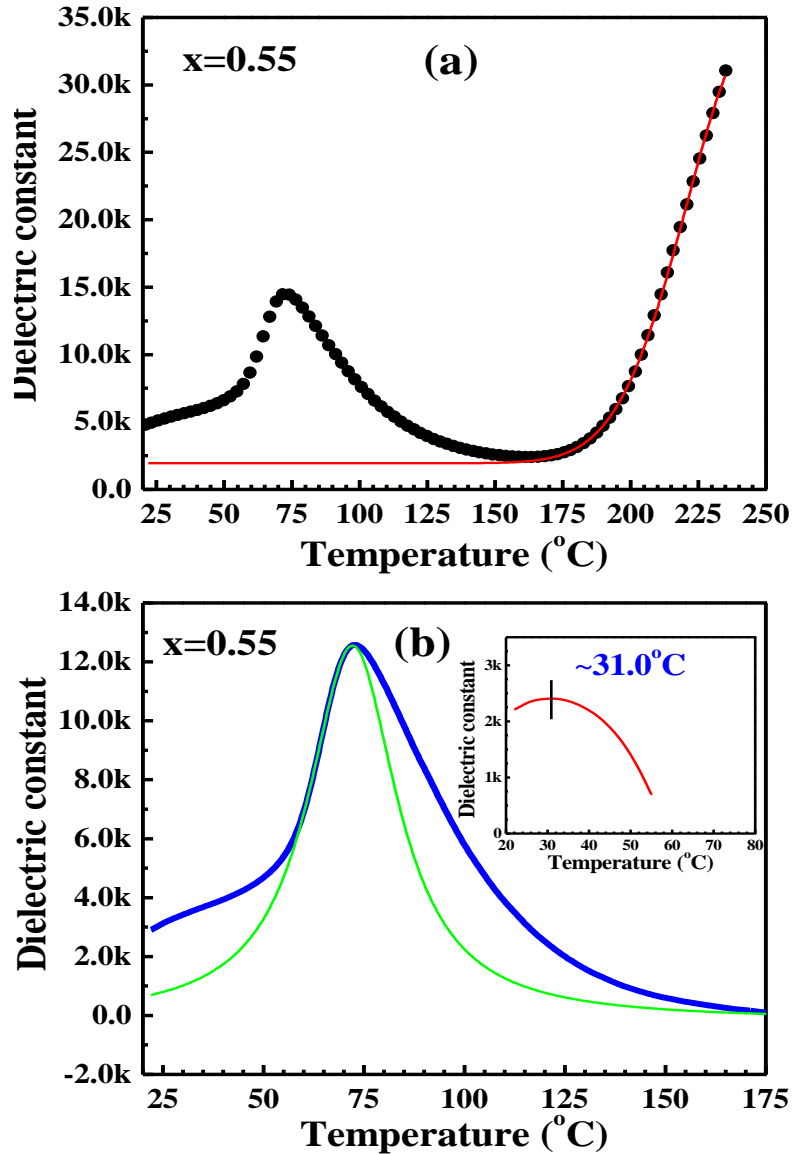 35.0k
x=0.55
(a)
30.0k
25.0k
20.0k
15.0k
10.0k
5.0k
0.0
Dielectric constant
25 50 75 100 125 150 175 200 225 250
Temperature (°C)
14.0k
x=0.55
(b)
12.0k
10.0k
8.0k
6.0k
4.0k
2.0k
0.0
-2.0k
Dielectric constant
~31.0°C
3k
2k
1k
0
Dielectric constant
20 30 40 50 60 70 80
Temperature (°C)
25 50 75 100 125 150 175
Temperature (°C)